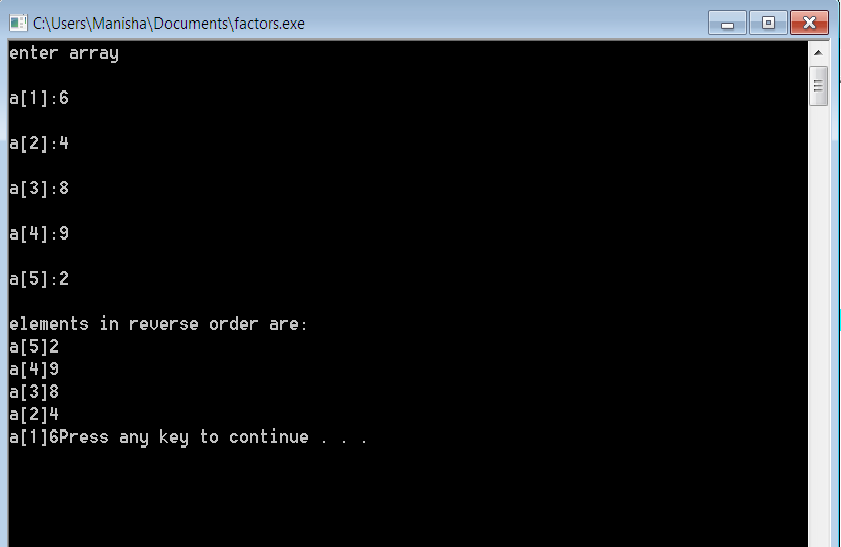 C:\Users\Manisha\Documents\factors.exe
enter array
a[1]:6
a[2]:4
a[3]:8
a[4]:9
a[5]:2
elements in reverse order are:
a[5]2
a[4]9
a[3]8
a[2]4
a[1]6Press any key to continue . . .